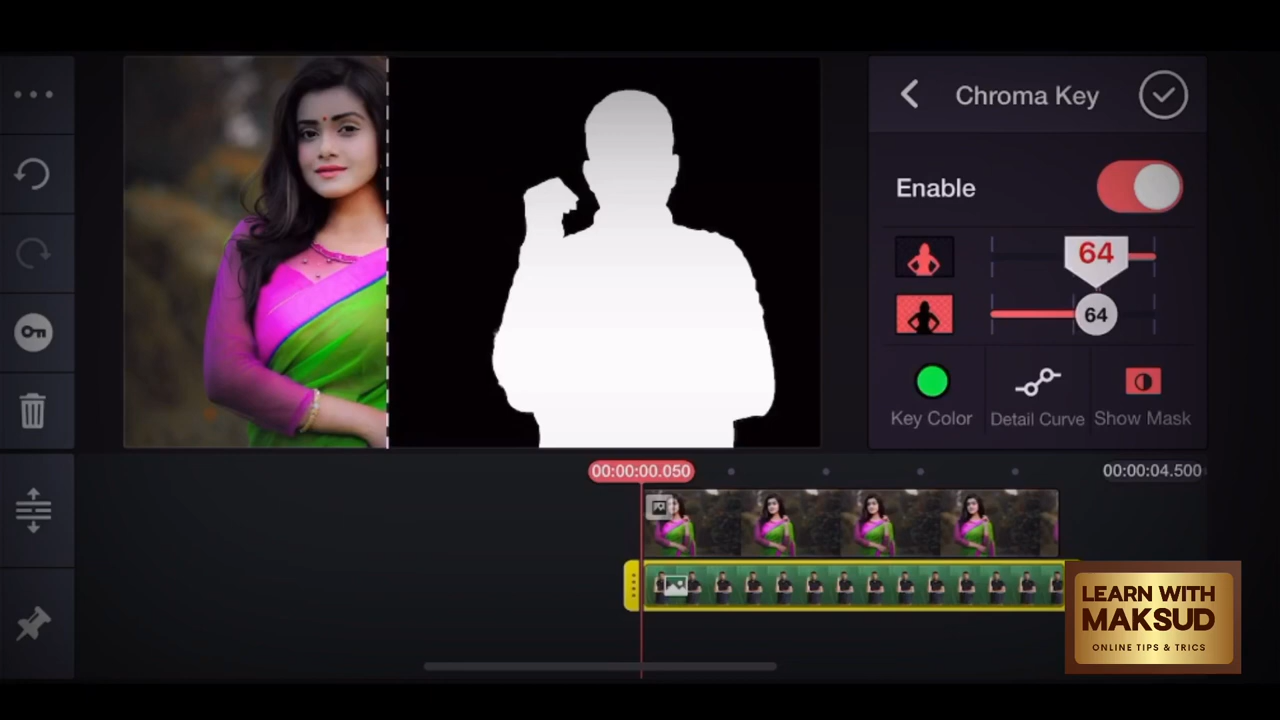 Chroma Key
Enable
64
64
Key Color
Detail Curve
Show Mask
00:00:00.050
00:00:04.500
LEARN WITH
MAKSUD
ONLINE TIPS & TRICS